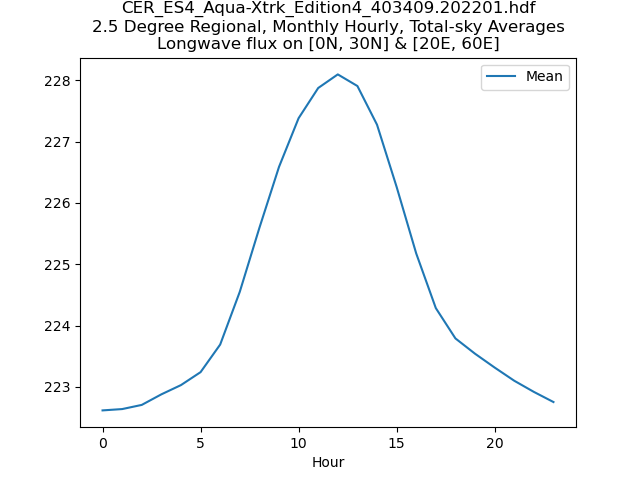 CER_ES4_Aqua-Xtrk_Edition4_403409.202201.hdf
2.5 Degree Regional, Monthly Hourly, Total-sky Averages
Longwave flux on [0N, 30N] & [20E, 60E]
Mean
228
227
226
225
224
223
0 5 10 15 20
Hour